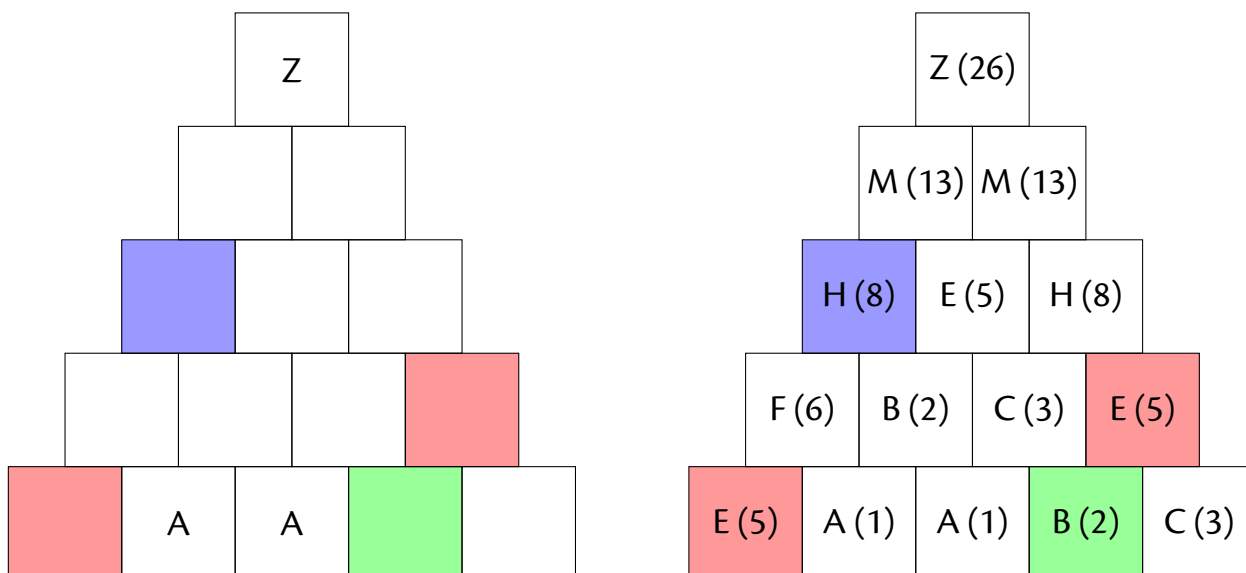 Z
A A
Z (26)
M (13) M (13)
H (8) E (5) H (8)
F (6) B (2) C (3) E (5)
E (5) A (1) A (1) B (2) C (3)